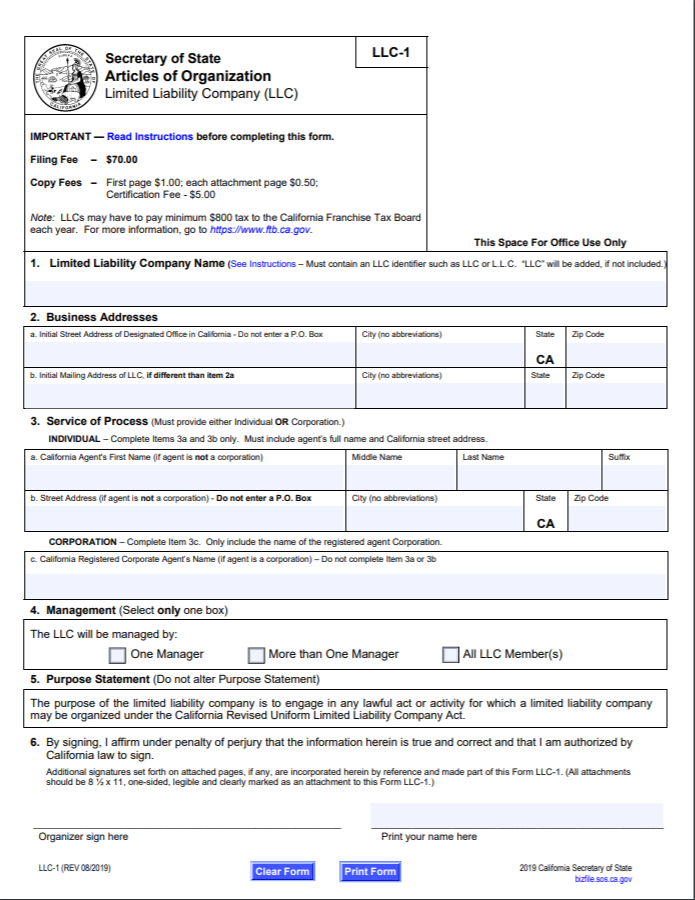 LLC-1
Secretary of State
Articles of Organization
Limited Liability Company (LLC)
IMPORTANT — Read Instructions before completing this form.
Filing Fee – $70.00
Copy Fees – First page $1.00; each attachment page $0.50;
Certification Fee - $5.00
Note: LLCs may have to pay minimum $800 tax to the California Franchise Tax Board
each year. For more information, go to https://www.ftb.ca.gov.
This Space For Office Use Only
1. Limited Liability Company Name (See Instructions – Must contain an LLC identifier such as LLC or L.L.C. “LLC” will be added, if not included.)
2. Business Addresses
a. Initial Street Address of Designated Office in California - Do not enter a P.O. Box City (no abbreviations) State Zip Code
CA
b. Initial Mailing Address of LLC, if different than item 2a City (no abbreviations) State Zip Code
3. Service of Process (Must provide either Individual OR Corporation.)
INDIVIDUAL – Complete Items 3a and 3b only. Must include agent’s full name and California street address.
a. California Agent's First Name (if agent is not a corporation) Middle Name Last Name Suffix
b. Street Address (if agent is not a corporation) - Do not enter a P.O. Box City (no abbreviations) State Zip Code
CA
CORPORATION – Complete Item 3c. Only include the name of the registered agent Corporation.
c. California Registered Corporate Agent’s Name (if agent is a corporation) – Do not complete Item 3a or 3b
4. Management (Select only one box)
The LLC will be managed by:
One Manager More than One Manager All LLC Member(s)
5. Purpose Statement (Do not alter Purpose Statement)
The purpose of the limited liability company is to engage in any lawful act or activity for which a limited liability company
may be organized under the California Revised Uniform Limited Liability Company Act.
6. By signing, I affirm under penalty of perjury that the information herein is true and correct and that I am authorized by
California law to sign.
Additional signatures set forth on attached pages, if any, are incorporated herein by reference and made part of this Form LLC-1. (All attachments
should be 8 ½ x 11, one-sided, legible and clearly marked as an attachment to this Form LLC-1.)
Organizer sign here Print your name here
LLC-1 (REV 08/2019) Clear Form Print Form 2019 California Secretary of State
bizfile.sos.ca.gov